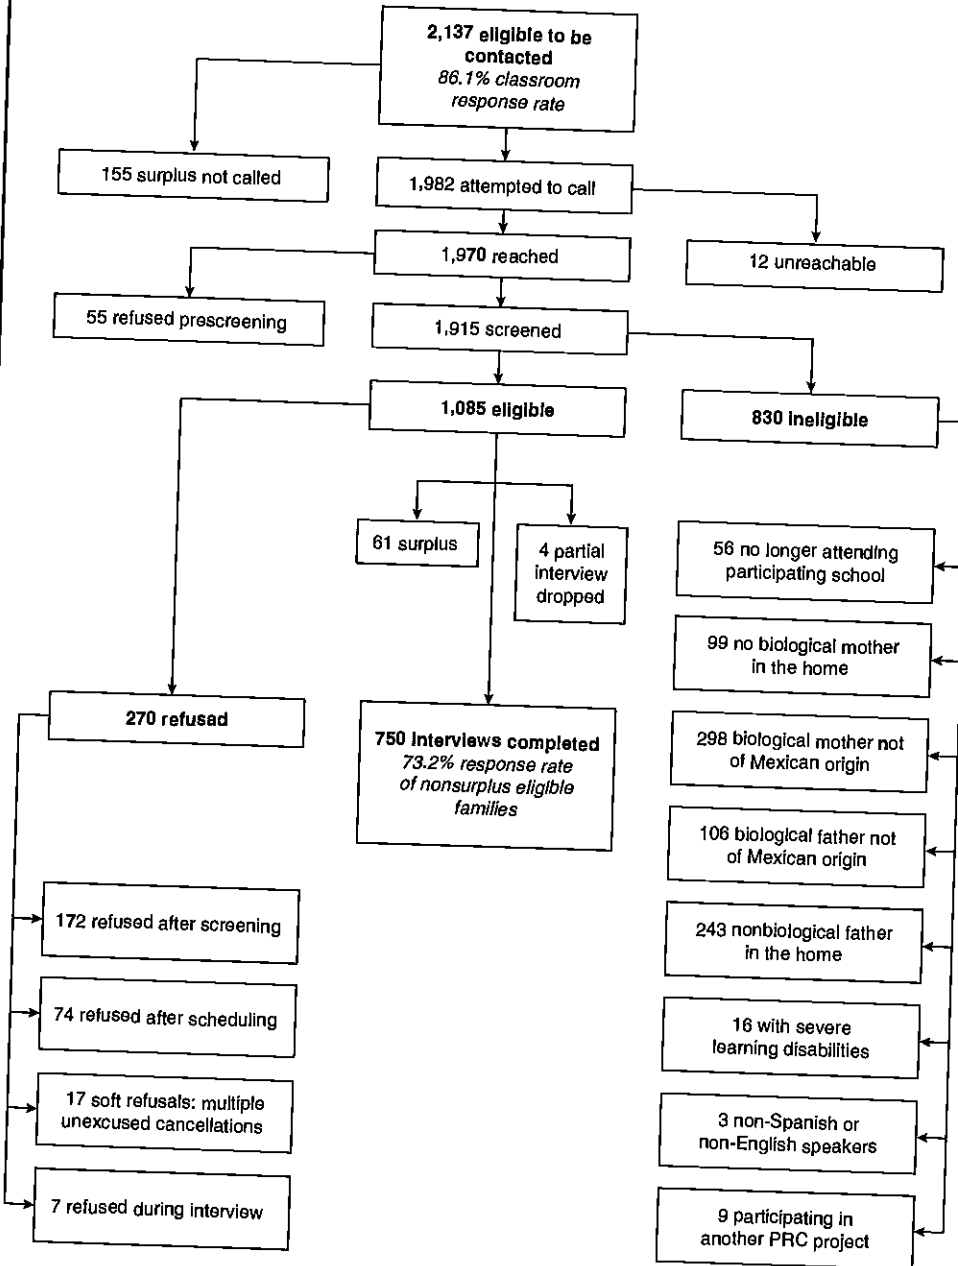 2,137 eligible to be
contacted
86.1% classroom
response rate
155 surplus not called
1,982 attempted to call
1,970 reached
12 unreachable
55 refused prescreening
1,915 screened
1,085 eligible
830 ineligible
61 surplus
4 partial
interview
dropped
56 no longer attending
participating school
99 no biological mother
in the home
270 refusad
750 Interviews completed
73.2% response rate
of nonsurplus eligible
families
298 biological mother not
of Mexican origin
106 biological father not
of Mexican origin
172 refused after screening
243 nonbiological father
in the home
74 refused after scheduling
16 with severe
learning disabilities
17 soft refusals: multiple
unexcused cancellations
3 non-Spanish or
non-English speakers
7 refused during interview
9 participating in
another PRC project